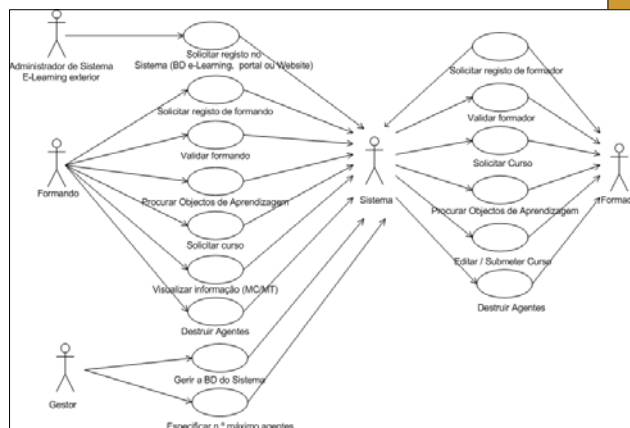 Administrador de Sistema
E-Learning exterior
Solicitar registo no
Sistema (BD e-Learning, portal ou Website)
Solicitar registo de formando
Validar formando
Formando
Procurar Objectos de Aprendizagem
Solicitar curso
Visualizar informação (MC/MT)
Destruir Agentes
Gestor
Gerir a BD do Sistema
Especificar n.º máximo agentes
Sistema
Solicitar registo de formador
Validar formador
Solicitar Curso
Procurar Objectos de Aprendizagem
Editar / Submeter Curso
Destruir Agentes
Formad